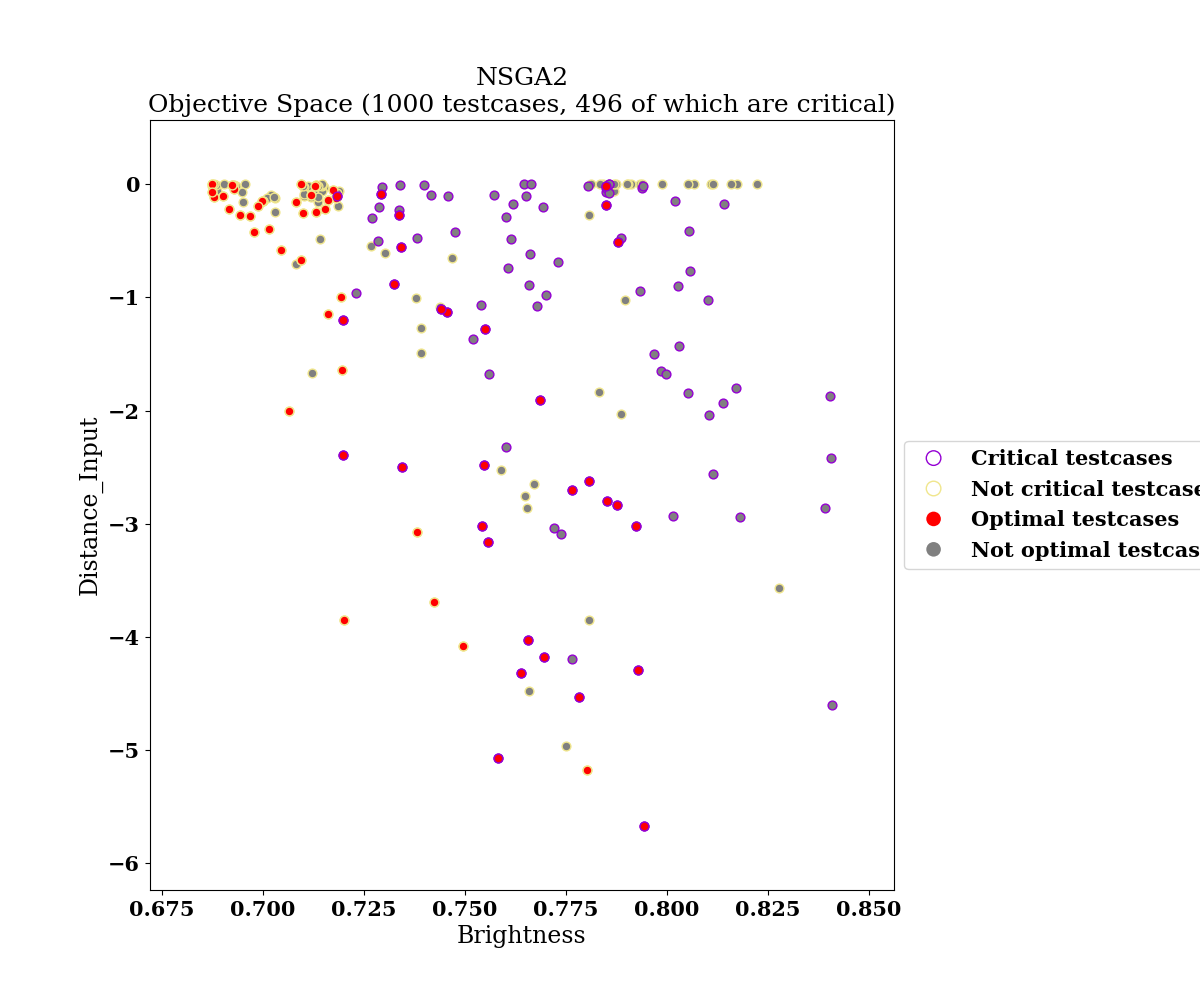 NSGA2
Objective Space (1000 testcases, 496 of which are critical)
0
−1
−2
−3
−4
−5
−6
Distance_Input
0.675 0.700 0.725 0.750 0.775 0.800 0.825 0.850
Brightness
Critical testcases
Not critical testcase
Optimal testcases
Not optimal testcas